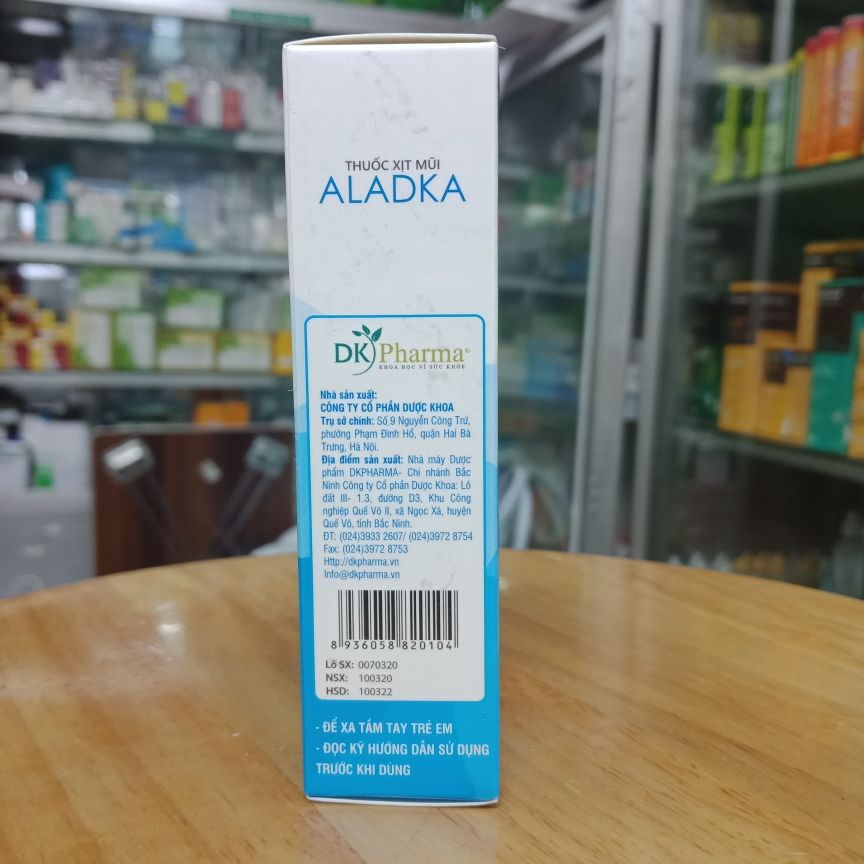 THUỐC XỊT MŨI
ALADKA
DK Pharma®
KHOA HỌC VÌ SỨC KHỎE
Nhà sản xuất:
CÔNG TY CỔ PHẦN DƯỢC KHOA
Trụ sở chính: Số 9 Nguyễn Công Trứ,
phường Phạm Đình Hổ, quận Hai Bà
Trưng, Hà Nội.
Địa điểm sản xuất: Nhà máy Dược
phẩm DKPHARMA- Chi nhánh Bắc
Ninh Công ty Cổ phần Dược Khoa: Lô
đất III- 1.3, đường D3, Khu Công
nghiệp Quế Võ II, xã Ngọc Xá, huyện
Quế Võ, tỉnh Bắc Ninh.
ĐT: (024)3933 2607/ (024)3972 8754
Fax: (024)3972 8753
Http://dkpharma.vn
Info@dkpharma.vn
8 936058 820104
Lô SX: 0070320
NSX: 100320
HSD: 100322
- ĐỂ XA TẦM TAY TRẺ EM
- ĐỌC KỸ HƯỚNG DẪN SỬ DỤNG
TRƯỚC KHI DÙNG